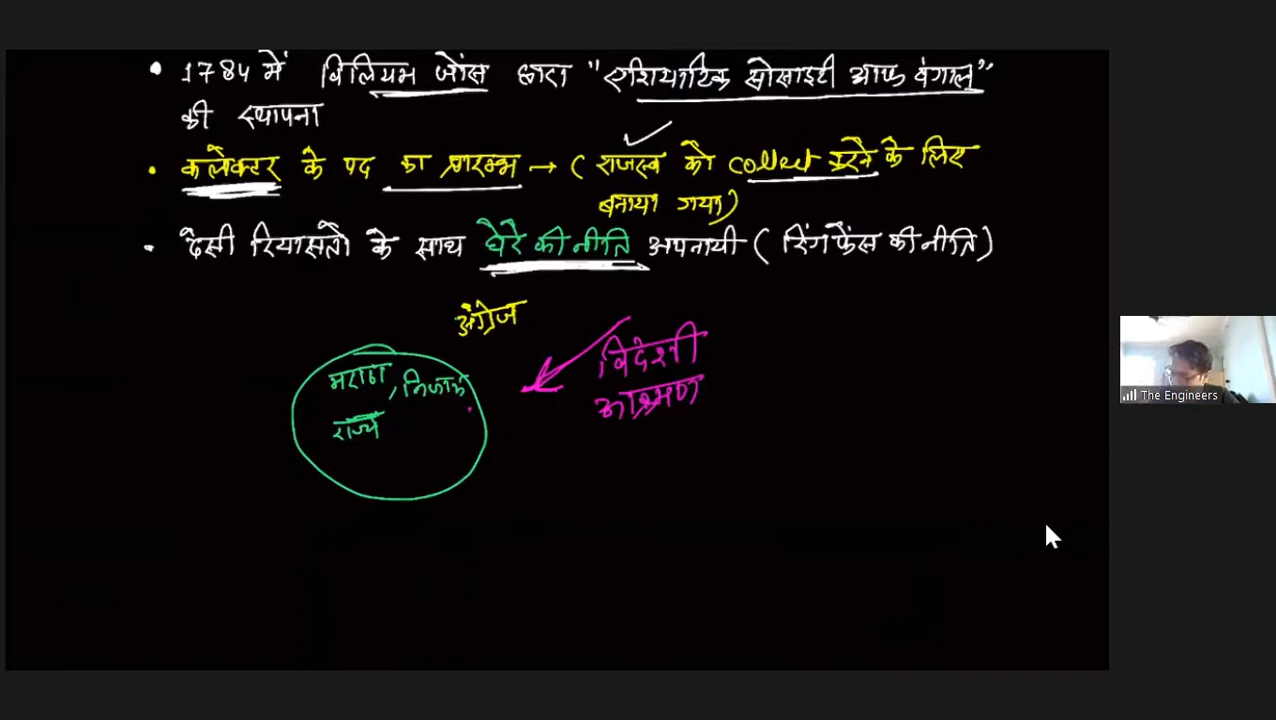 • 1784 में विलियम जोंस द्वारा "एशियाटिक सोसाइटी आफ बंगाल"
की स्थापना
• कलेक्टर के पद का प्रारम्भ → (राजस्व को collect करने के लिए
बनाया गया)
• देसी रियासतो के साथ घेरे की नीति अपनायी (रिंग फेंस की नीति)
अंग्रेज
विदेशी
आक्रमण
मराठा, निजाम
राज्य
The Engineers